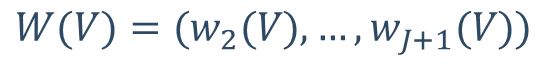 W(V) = (w₂(V), … , w_{J+1}(V))